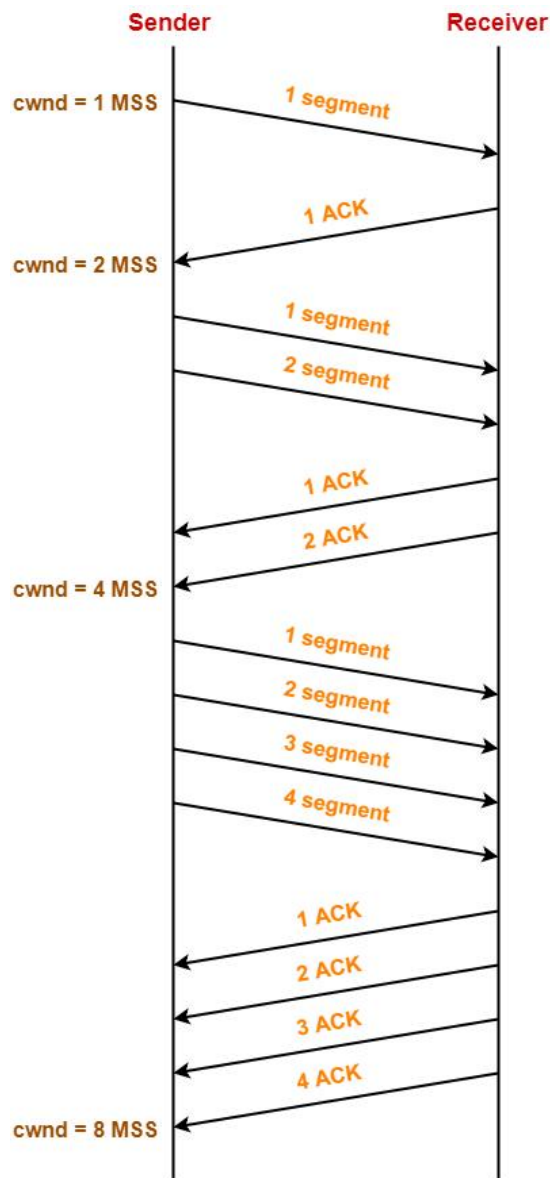 Sender
Receiver
cwnd = 1 MSS
1 segment
1 ACK
cwnd = 2 MSS
1 segment
2 segment
1 ACK
2 ACK
cwnd = 4 MSS
1 segment
2 segment
3 segment
4 segment
1 ACK
2 ACK
3 ACK
4 ACK
cwnd = 8 MSS